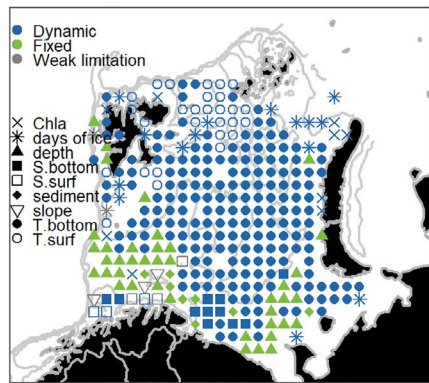 Dynamic
Fixed
Weak limitation
Chla
days of ice
depth
S.bottom
S.surf
sediment
slope
T.bottom
T.surf